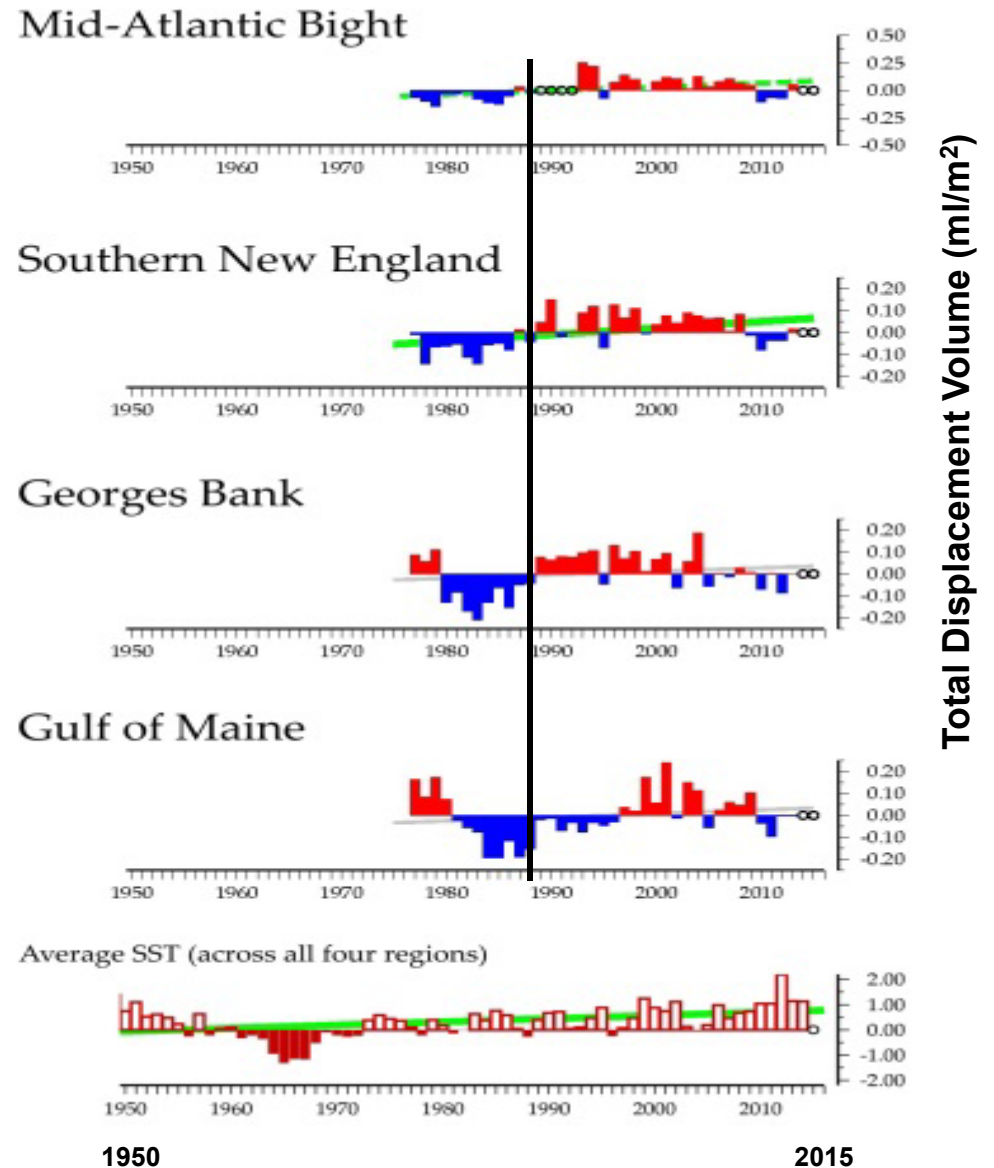 Mid-Atlantic Bight
0.50
0.25
0.00
-0.25
-0.50
1950 1960 1970 1980 1990 2000 2010
Southern New England
0.20
0.10
0.00
-0.10
-0.20
1950 1960 1970 1980 1990 2000 2010
Georges Bank
0.20
0.10
0.00
-0.10
-0.20
1950 1960 1970 1980 1990 2000 2010
Gulf of Maine
0.20
0.10
0.00
-0.10
-0.20
1950 1960 1970 1980 1990 2000 2010
Average SST (across all four regions)
2.00
1.00
0.00
-1.00
-2.00
1950 1960 1970 1980 1990 2000 2010
1950 2015
Total Displacement Volume (ml/m²)